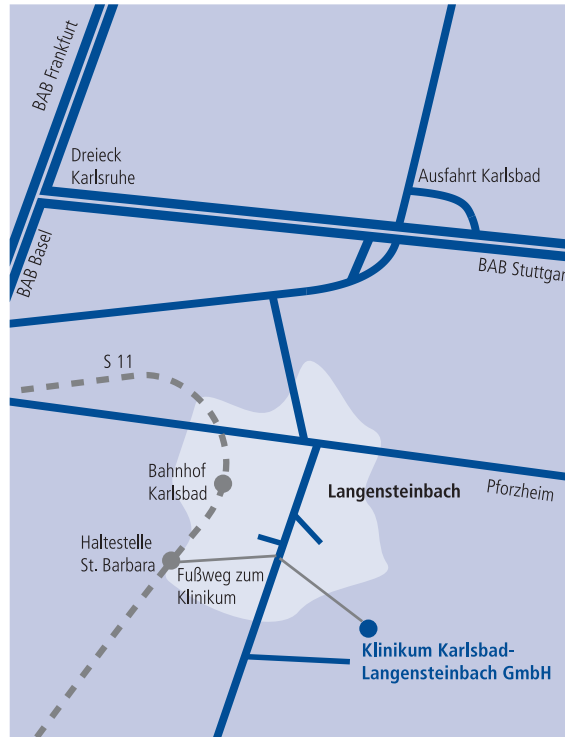 BAB Frankfurt
Dreieck
Karlsruhe
Ausfahrt Karlsbad
BAB Basel
BAB Stuttgar
S 11
Bahnhof
Karlsbad
Langensteinbach
Pforzheim
Haltestelle
St. Barbara
Fußweg zum
Klinikum
Klinikum Karlsbad-
Langensteinbach GmbH